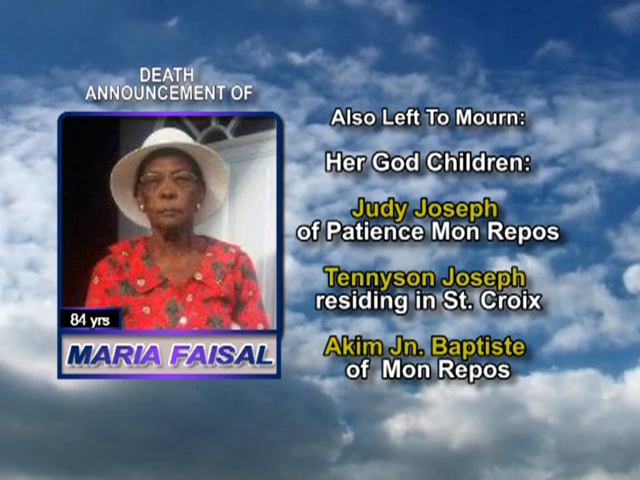 DEATH
ANNOUNCEMENT OF
84 yrs
MARIA FAISAL
Also Left To Mourn:
Her God Children:
Judy Joseph
of Patience Mon Repos
Tennyson Joseph
residing in St. Croix
Akim Jn. Baptiste
of Mon Repos